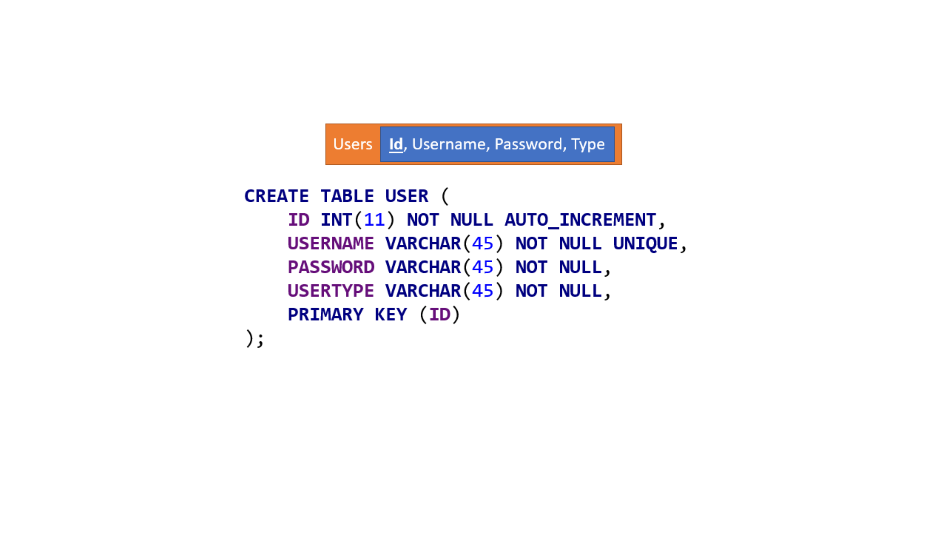 Users Id, Username, Password, Type
CREATE TABLE USER (
    ID INT(11) NOT NULL AUTO_INCREMENT,
    USERNAME VARCHAR(45) NOT NULL UNIQUE,
    PASSWORD VARCHAR(45) NOT NULL,
    USERTYPE VARCHAR(45) NOT NULL,
    PRIMARY KEY (ID)
);